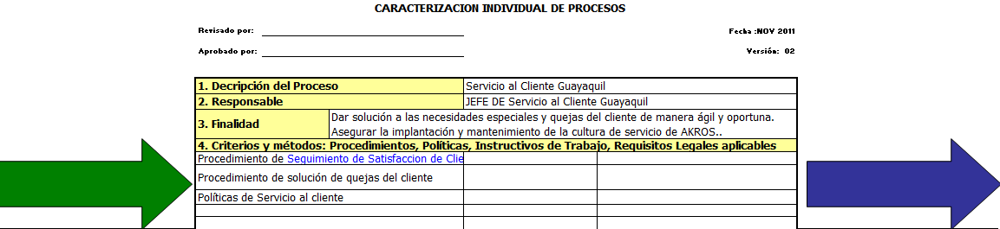 CARACTERIZACION INDIVIDUAL DE PROCESOS
Revisado por:
Fecha :NOV 2011
Aprobado por:
Versión: 02
1. Decripción del Proceso Servicio al Cliente Guayaquil
2. Responsable JEFE DE Servicio al Cliente Guayaquil
3. Finalidad Dar solución a las necesidades especiales y quejas del cliente de manera ágil y oportuna.
Asegurar la implantación y mantenimiento de la cultura de servicio de AKROS..
4. Criterios y métodos: Procedimientos, Políticas, Instructivos de Trabajo, Requisitos Legales aplicables
Procedimiento de Sequimiento de Satisfaccion de Clie
Procedimiento de solución de quejas del cliente
Políticas de Servicio al cliente